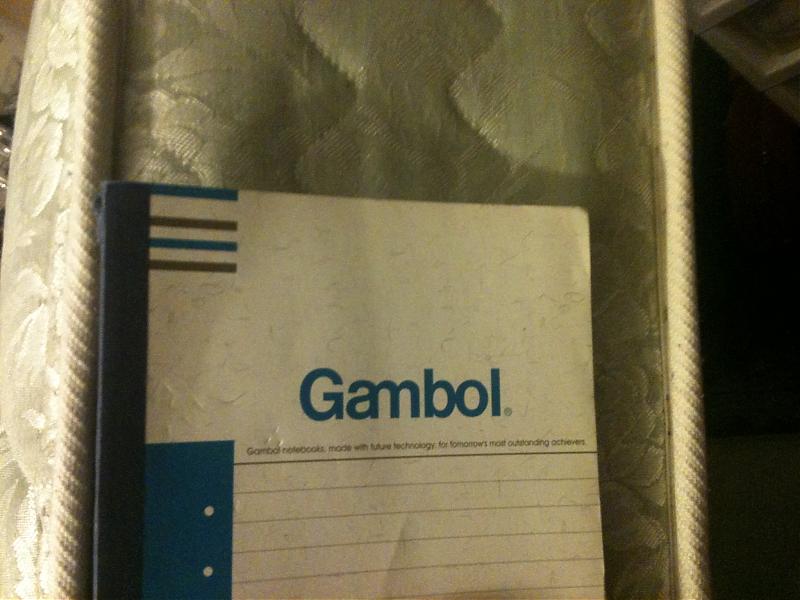 Gambol®
Gambol notebooks, made with future technology, for tomorrow's most outstanding achievers.